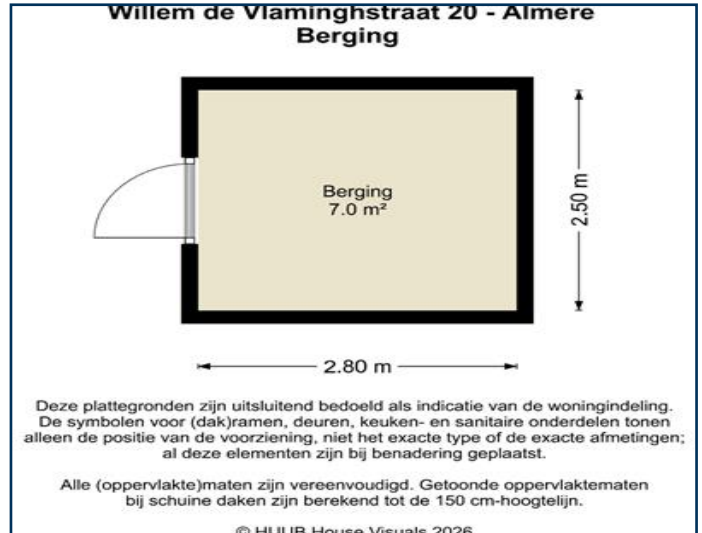 Willem de Vlaminghstraat 20 - Almere
Berging
Berging
7.0 m²
2.50 m
2.80 m
Deze plattegronden zijn uitsluitend bedoeld als indicatie van de woningindeling.
De symbolen voor (dak)ramen, deuren, keuken- en sanitaire onderdelen tonen
alleen de positie van de voorziening, niet het exacte type of de exacte afmetingen;
al deze elementen zijn bij benadering geplaatst.
Alle (oppervlakte)maten zijn vereenvoudigd. Getoonde oppervlaktematen
bij schuine daken zijn berekend tot de 150 cm-hoogtelijn.
© HUUB House Visuals 2026